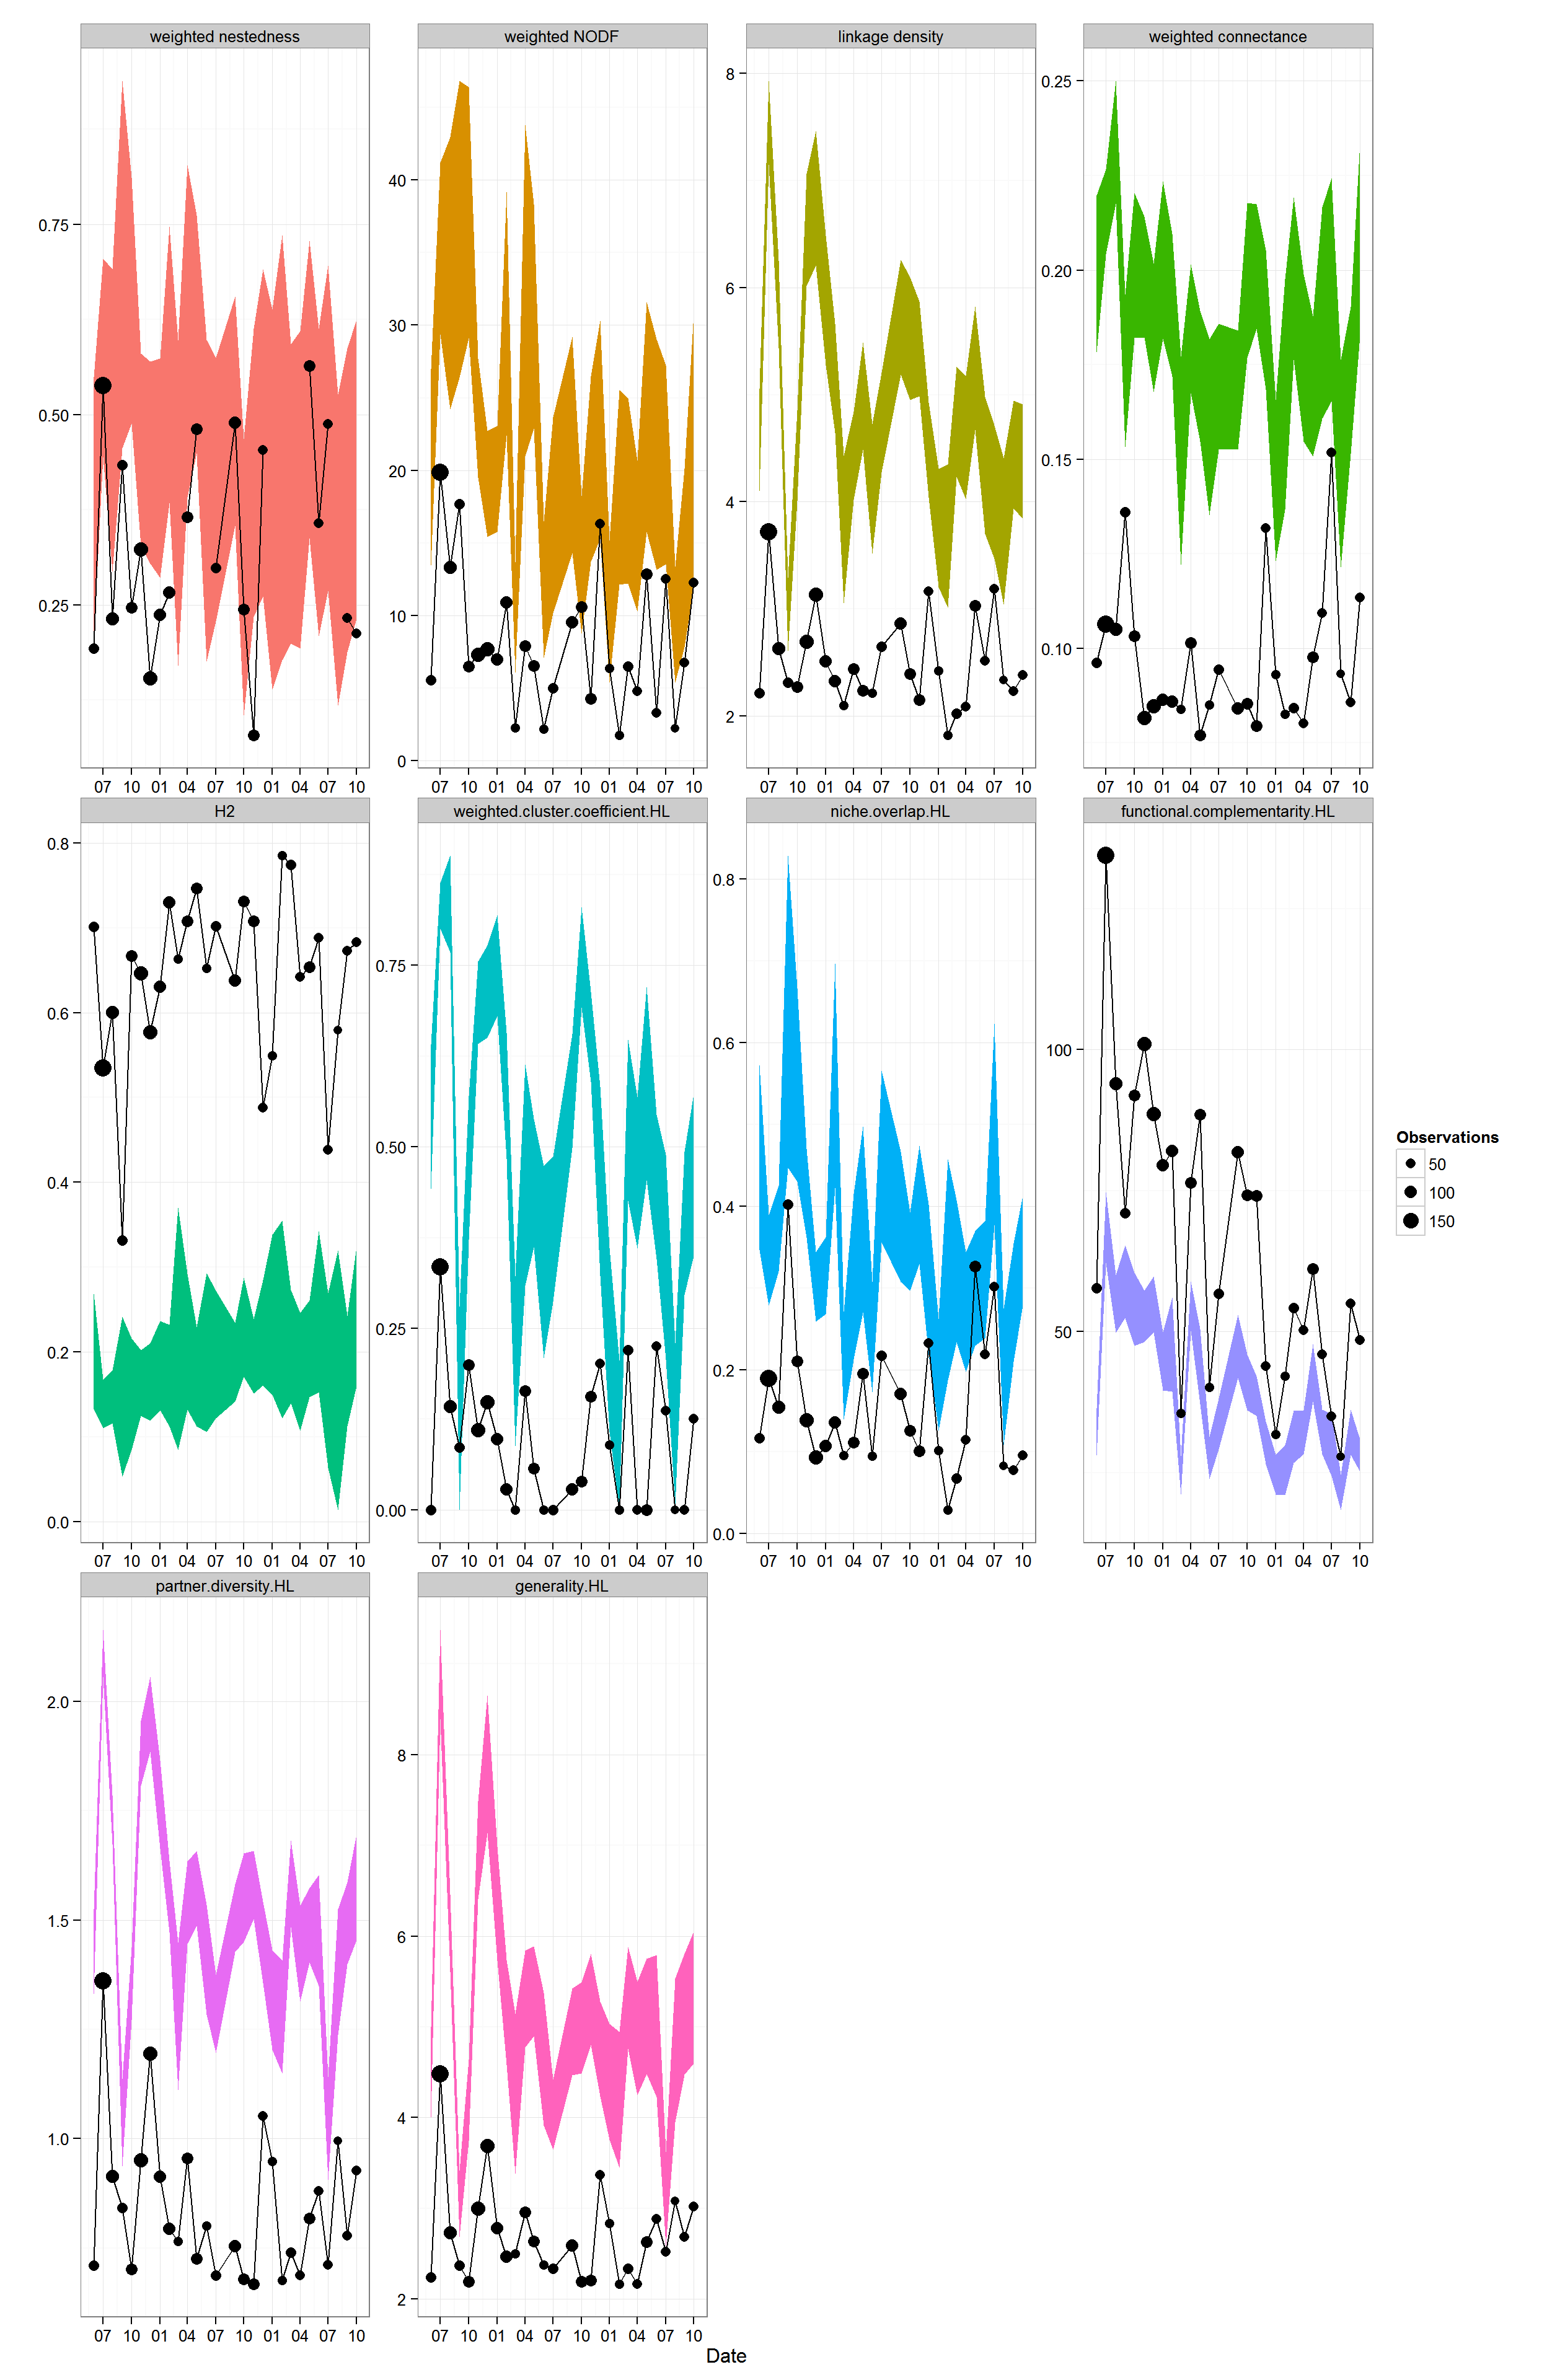 weighted nestedness
weighted NODF
linkage density
weighted connectance
0.75
0.50
0.25
40
30
20
10
0
8
6
4
2
0.25
0.20
0.15
0.10
07 10 01 04 07 10 01 04 07 10
07 10 01 04 07 10 01 04 07 10
07 10 01 04 07 10 01 04 07 10
07 10 01 04 07 10 01 04 07 10
H2
weighted.cluster.coefficient.HL
niche.overlap.HL
functional.complementarity.HL
0.8
0.6
0.4
0.2
0.0
0.75
0.50
0.25
0.00
0.8
0.6
0.4
0.2
0.0
100
50
07 10 01 04 07 10 01 04 07 10
07 10 01 04 07 10 01 04 07 10
07 10 01 04 07 10 01 04 07 10
07 10 01 04 07 10 01 04 07 10
Observations
50
100
150
partner.diversity.HL
generality.HL
2.0
1.5
1.0
8
6
4
2
07 10 01 04 07 10 01 04 07 10
07 10 01 04 07 10 01 04 07 10
Date